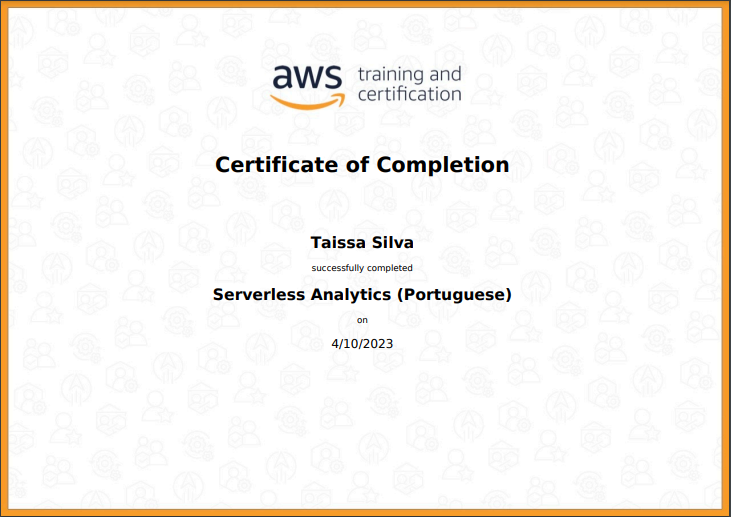 aws training and
certification
Certificate of Completion
Taissa Silva
successfully completed
Serverless Analytics (Portuguese)
on
4/10/2023